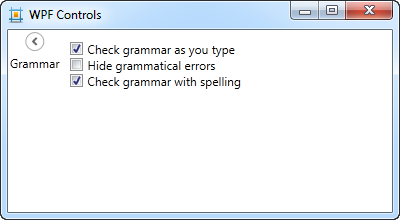 WPF Controls
Grammar
Check grammar as you type
Hide grammatical errors
Check grammar with spelling